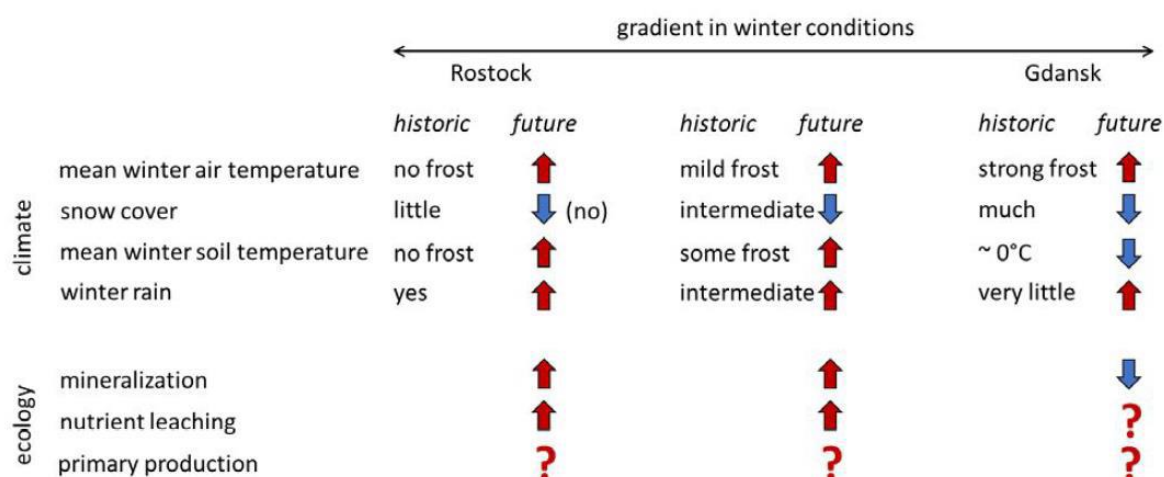 gradient in winter conditions
Rostock Gdansk
historic future historic future historic future
climate
mean winter air temperature no frost mild frost strong frost
snow cover little (no) intermediate much
mean winter soil temperature no frost some frost ~ 0°C
winter rain yes intermediate very little
ecology
mineralization
nutrient leaching ?
primary production ? ? ?